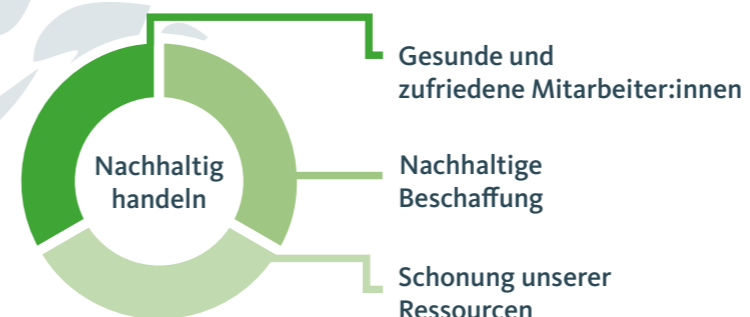 Gesunde und
zufriedene Mitarbeiter:innen
Nachhaltig
handeln
Nachhaltige
Beschaffung
Schonung unserer
Ressourcen